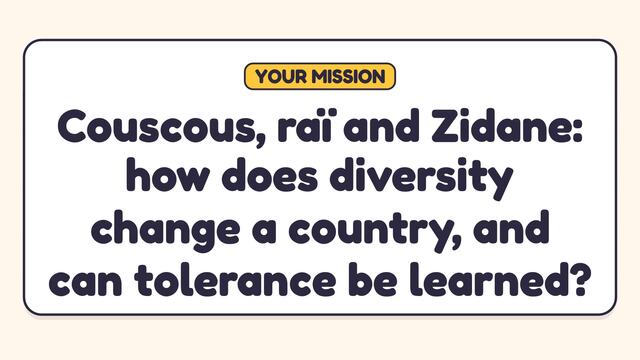 YOUR MISSION
Couscous, raï and Zidane:
how does diversity
change a country, and
can tolerance be learned?